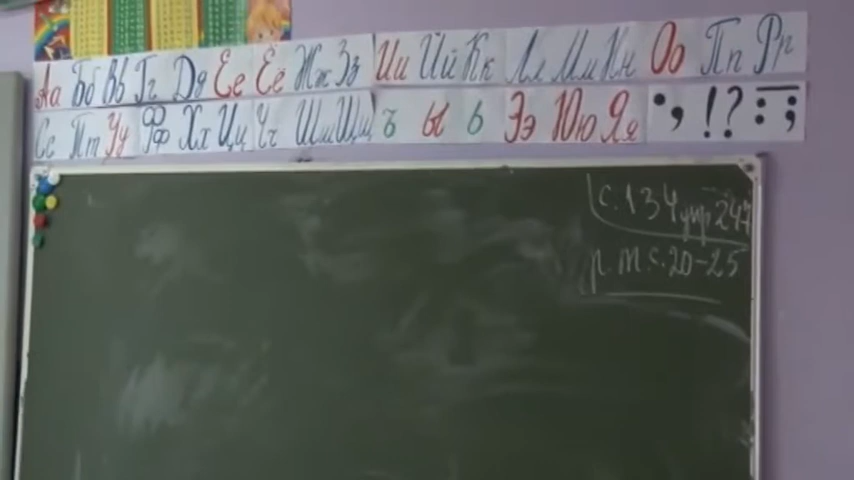 Аа Бб Вв Гг Дд Ее Ёё Жж Зз Ии Йй Кк Лл Мм Нн Оо Пп Рр
Сс Тт Уу Фф Хх Цц Чч Шш Щщ ъ ы ь Ээ Юю Яя . , ! ? : ;
с. 134 упр 247
р. т. с. 20-25